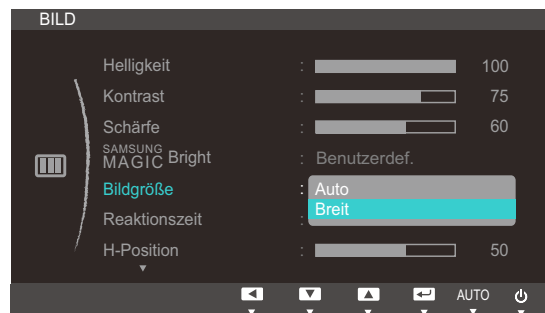 BILD
Helligkeit : 100
Kontrast : 75
Schärfe : 60
SAMSUNG MAGIC Bright : Benutzerdef.
Bildgröße : Auto
Breit
Reaktionszeit :
H-Position : 50
AUTO